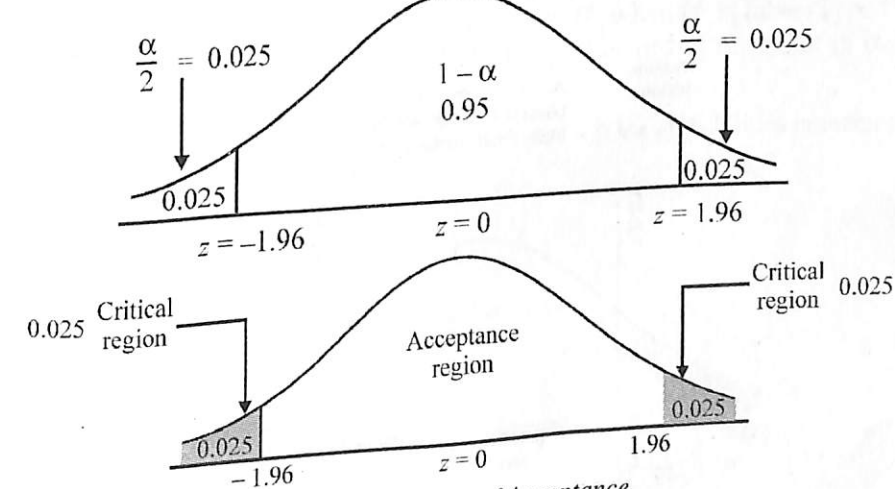 α/2 = 0.025
α/2 = 0.025
1 – α
0.95
0.025
0.025
z = –1.96
z = 0
z = 1.96
0.025 Critical region
Critical region 0.025
Acceptance
region
0.025
0.025
– 1.96
z = 0
1.96